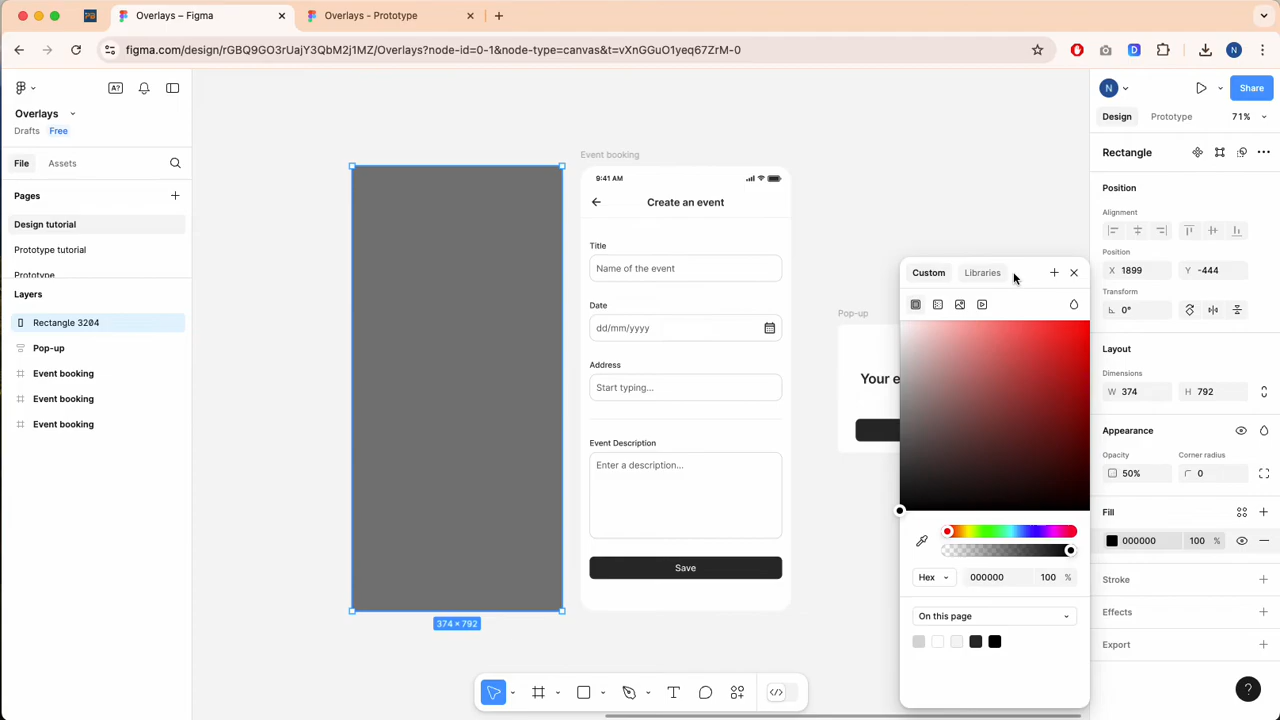 Overlays – Figma
Overlays - Prototype
figma.com/design/rGBQ9GO3rUajY3QbM2j1MZ/Overlays?node-id=0-1&node-type=canvas&t=vXnGGuO1yeq67ZrM-0
N
A?
N
Share
Overlays
Drafts Free
Design Prototype 71%
File Assets
Rectangle
Pages
Design tutorial
Prototype tutorial
Prototype
Layers
Rectangle 3204
Pop-up
Event booking
Event booking
Event booking
374 × 792
Event booking
9:41 AM
Create an event
Title
Name of the event
Date
dd/mm/yyyy
Address
Start typing...
Event Description
Enter a description...
Save
Pop-up
Your e
Custom Libraries
Hex 000000 100 %
On this page
Position
Alignment
Position
X 1899 Y -444
Transform
0°
Layout
Dimensions
W 374 H 792
Appearance
Opacity Corner radius
50% 0
Fill
000000 100 %
Stroke
Effects
Export
?